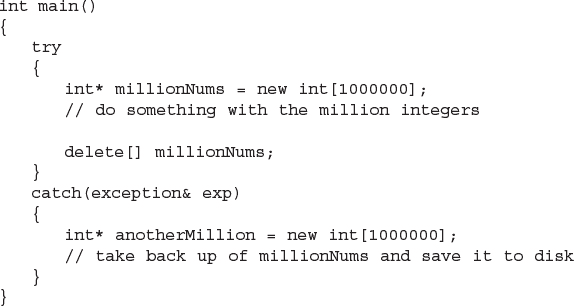 int main()
{
try
{
int* millionNums = new int[1000000];
// do something with the million integers
delete[] millionNums;
}
catch(exception& exp)
{
int* anotherMillion = new int[1000000];
// take back up of millionNums and save it to disk
}
}